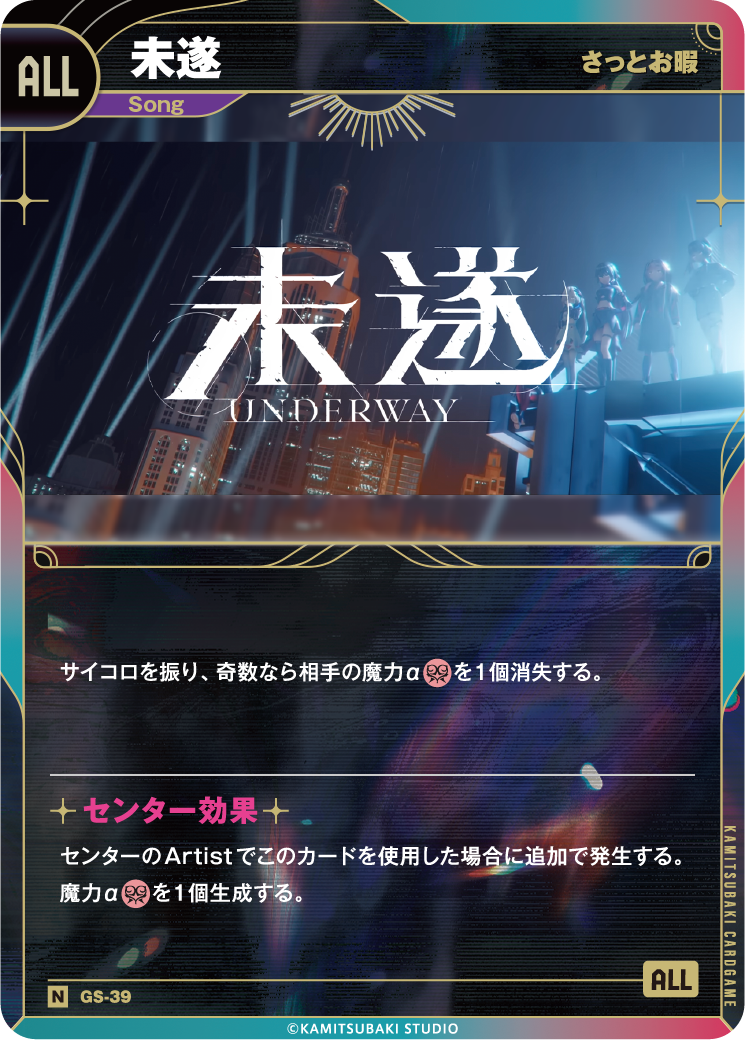 ALL
未遂
さっとお暇
Song
未遂
UNDERWAY
サイコロを振り、奇数なら相手の魔力αを1個消失する。
センター効果
センターのArtistでこのカードを使用した場合に追加で発生する。
魔力αを1個生成する。
ALL
N GS-39
KAMITSUBAKI CARDGAME
©KAMITSUBAKI STUDIO